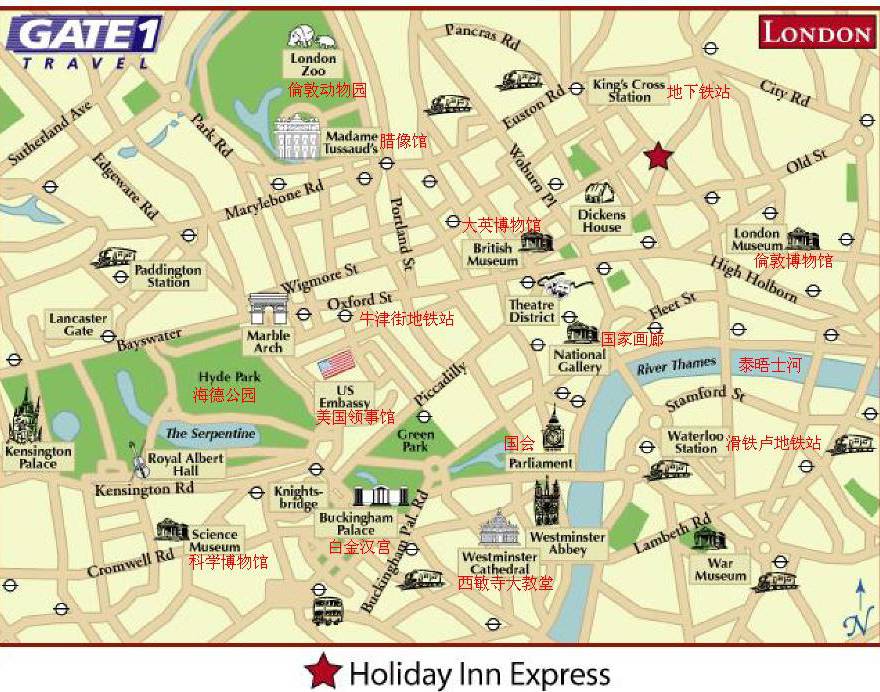 GATE 1
TRAVEL
LONDON
Pancras Rd
London
Zoo
倫敦动物园
King's Cross
Station
地下铁站
City Rd
Euston Rd
Sutherland Ave
Park Rd
Madame
Tussaud's
腊像馆
Old St
Edgeware Rd
Woburn Pl
Marylebone Rd
Portland St
Dickens
House
大英博物馆
British
Museum
London
Museum
倫敦博物馆
Paddington
Station
Wigmore St
High Holborn
Oxford St
牛津街地铁站
Theatre
District
Fleet St
Lancaster
Gate
Bayswater
Marble
Arch
国家画廊
National
Gallery
River Thames
泰晤士河
Hyde Park
海德公园
US
Embassy
美国领事馆
Piccadilly
Stamford St
The Serpentine
Green
Park
国会
Parliament
Waterloo
Station
滑铁卢地铁站
Kensington
Palace
Royal Albert
Hall
Kensington Rd
Knights-
bridge
Buckingham
Palace
白金汉宫
Buckingham Pal Rd
Science
Museum
科学博物馆
Cromwell Rd
Westminster
Cathedral
西敏寺大教堂
Westminster
Abbey
Lambeth Rd
War
Museum
N
Holiday Inn Express